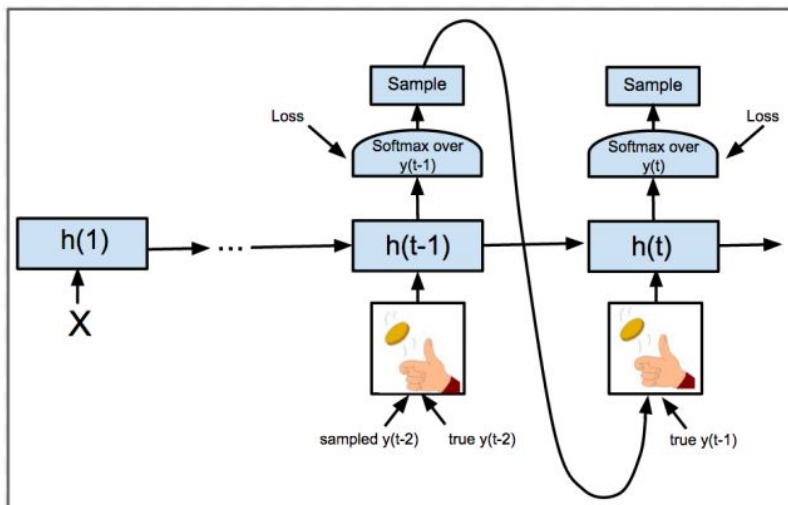 Sample
Sample
Loss
Loss
Softmax over
y(t-1)
Softmax over
y(t)
h(1)
...
h(t-1)
h(t)
X
sampled y(t-2)
true y(t-2)
true y(t-1)